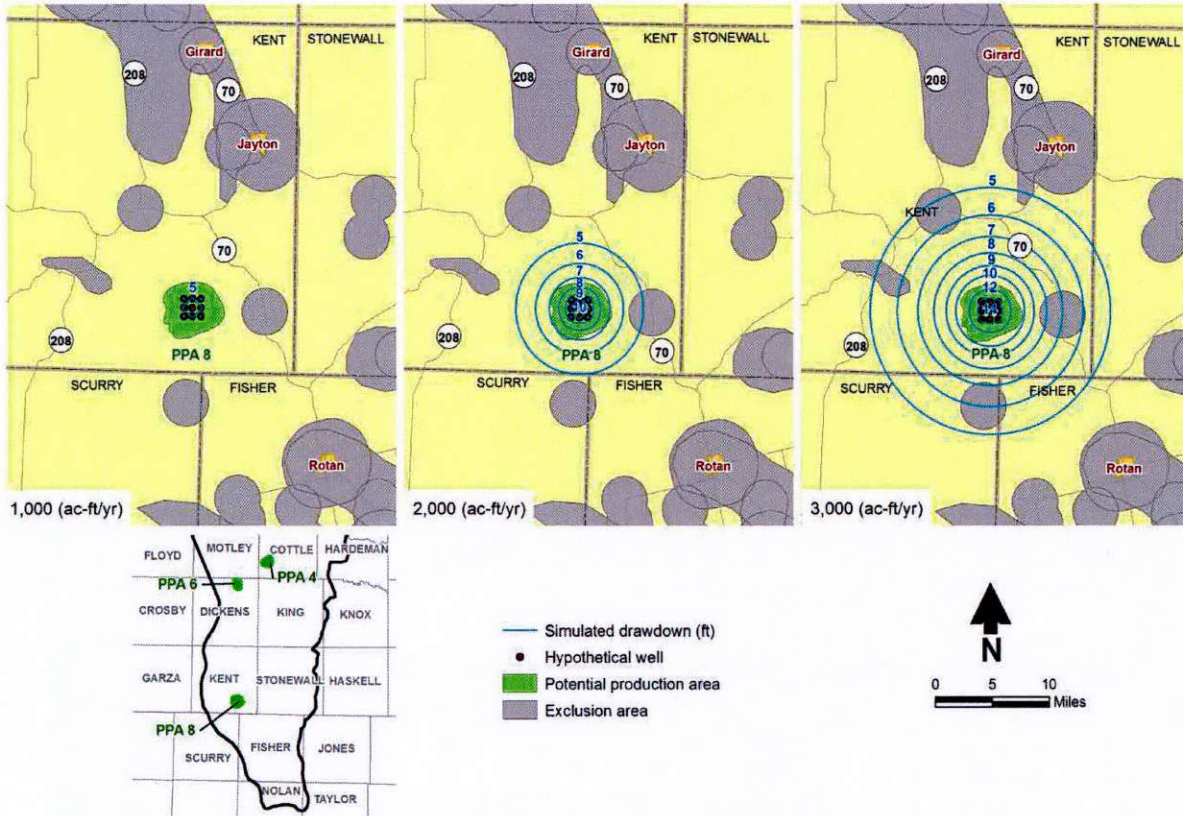 KENT
STONEWALL
Girard
208
70
Jayton
70
5
208
PPA 8
SCURRY
FISHER
Rotan
1,000 (ac-ft/yr)
KENT
STONEWALL
Girard
208
70
Jayton
5
6
7
8
9
10
208
PPA 8
70
SCURRY
FISHER
Rotan
2,000 (ac-ft/yr)
KENT
STONEWALL
Girard
208
70
Jayton
5
KENT
6
7
70
8
9
10
12
14
208
PPA 8
SCURRY
FISHER
Rotan
3,000 (ac-ft/yr)
FLOYD
MOTLEY
COTTLE
HARDEMAN
PPA 6
PPA 4
CROSBY
DICKENS
KING
KNOX
GARZA
KENT
STONEWALL
HASKELL
PPA 8
SCURRY
FISHER
JONES
NOLAN
TAYLOR
Simulated drawdown (ft)
Hypothetical well
Potential production area
Exclusion area
N
0 5 10
Miles